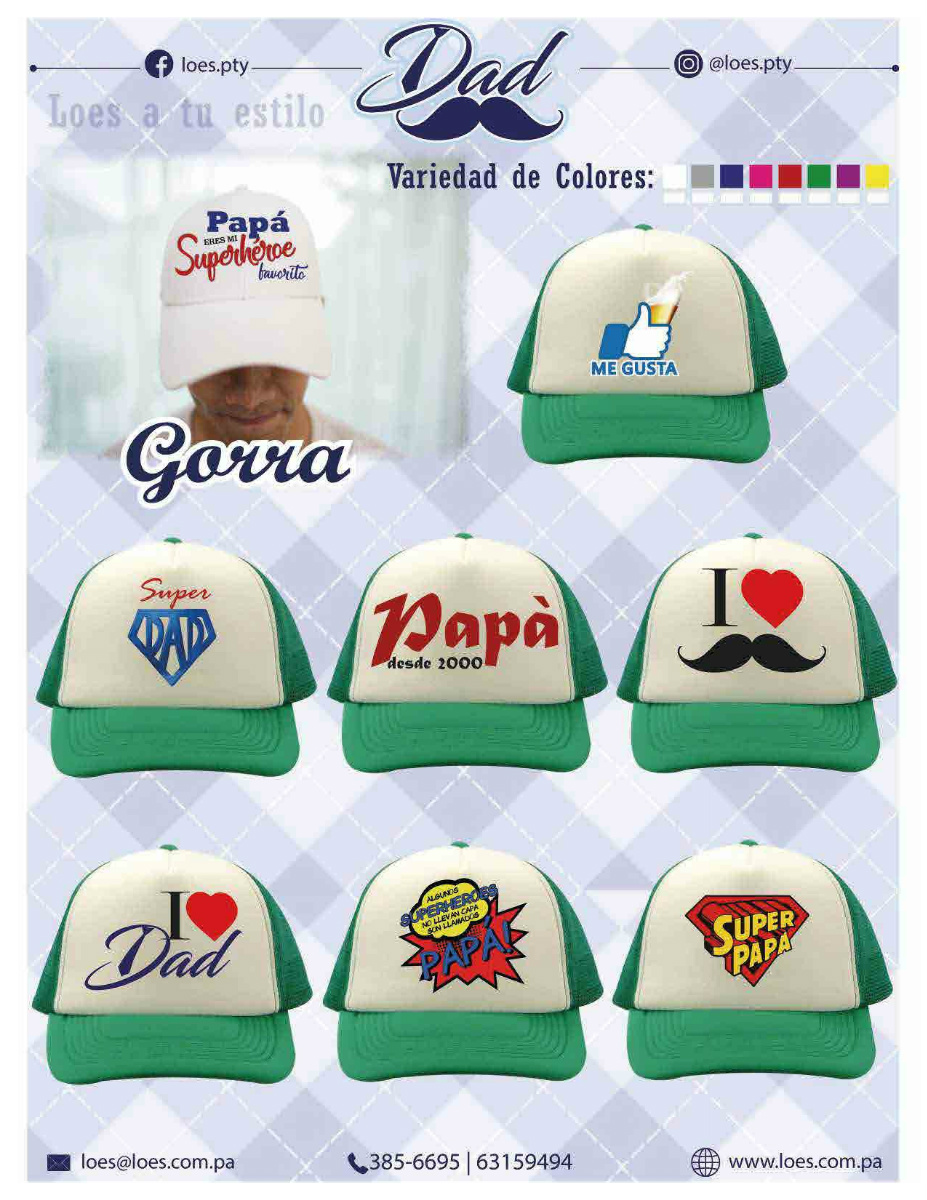 loes.pty
Dad
@loes.pty
Loes a tu estilo
Variedad de Colores:
Papá
ERES MI
Superhéroe
favorito
ME GUSTA
Gorra
Super
DAD
Papà
desde 2000
I
I
Dad
ALGUNOS
SUPERHEROES
NO LLEVAN CAPA
SON LLAMADOS
PAPÁ!
SUPER
PAPÁ
loes@loes.com.pa
385-6695 | 63159494
www.loes.com.pa